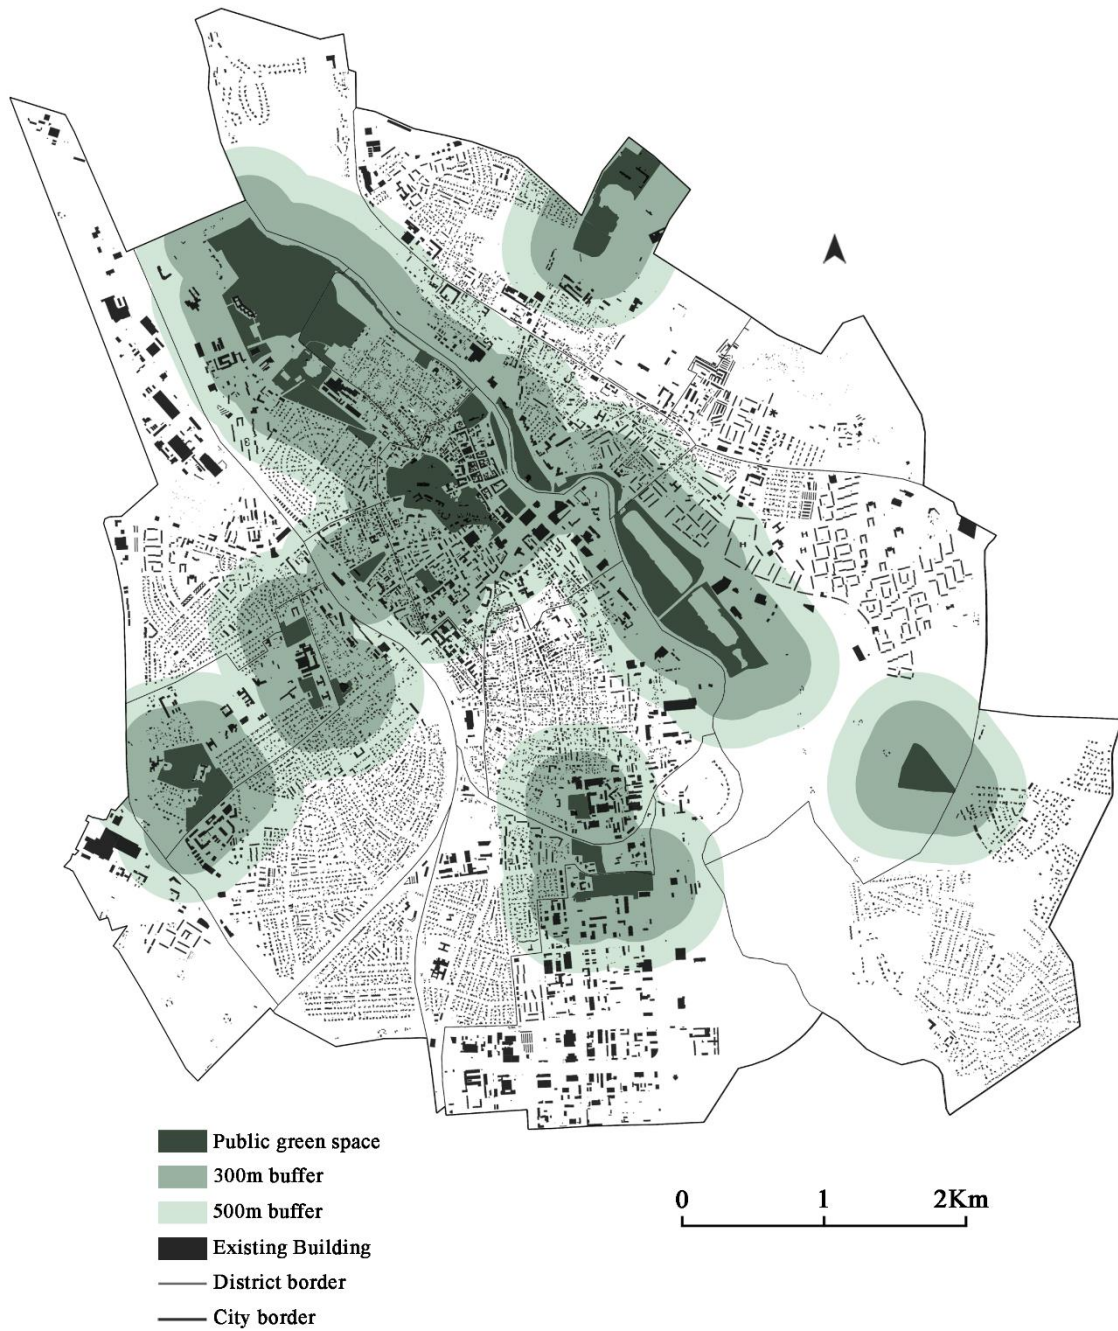 Public green space
300m buffer
500m buffer
Existing Building
District border
City border
0 1 2Km